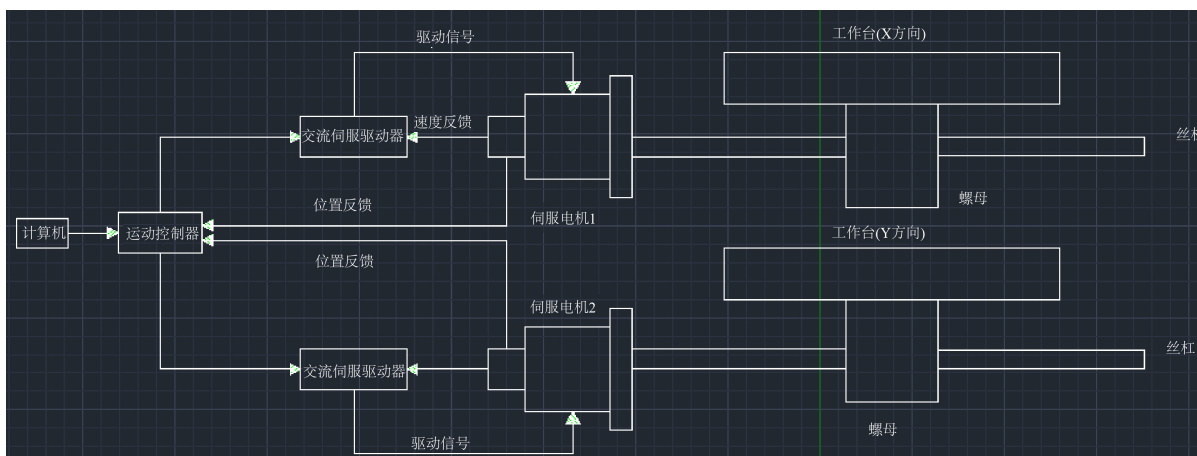 驱动信号
工作台(X方向)
交流伺服驱动器
速度反馈
丝杠
位置反馈
伺服电机1
螺母
计算机
运动控制器
工作台(Y方向)
位置反馈
伺服电机2
丝杠
交流伺服驱动器
驱动信号
螺母